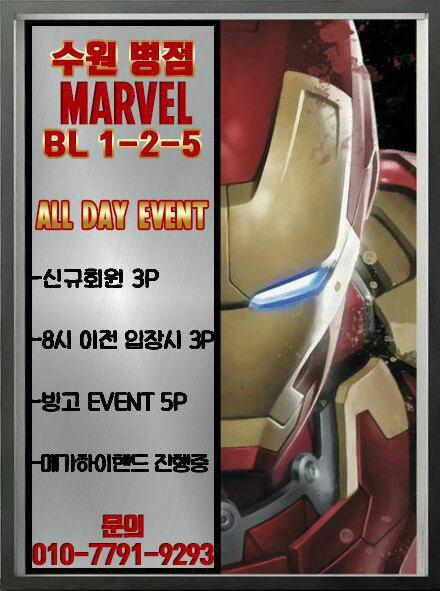 수원 병점
MARVEL
BL 1-2-5
ALL DAY EVENT
-신규회원 3P
-8시 이전 입장시 3P
-빙고 EVENT 5P
-메가하이핸드 진행중
문의
010-7791-9293